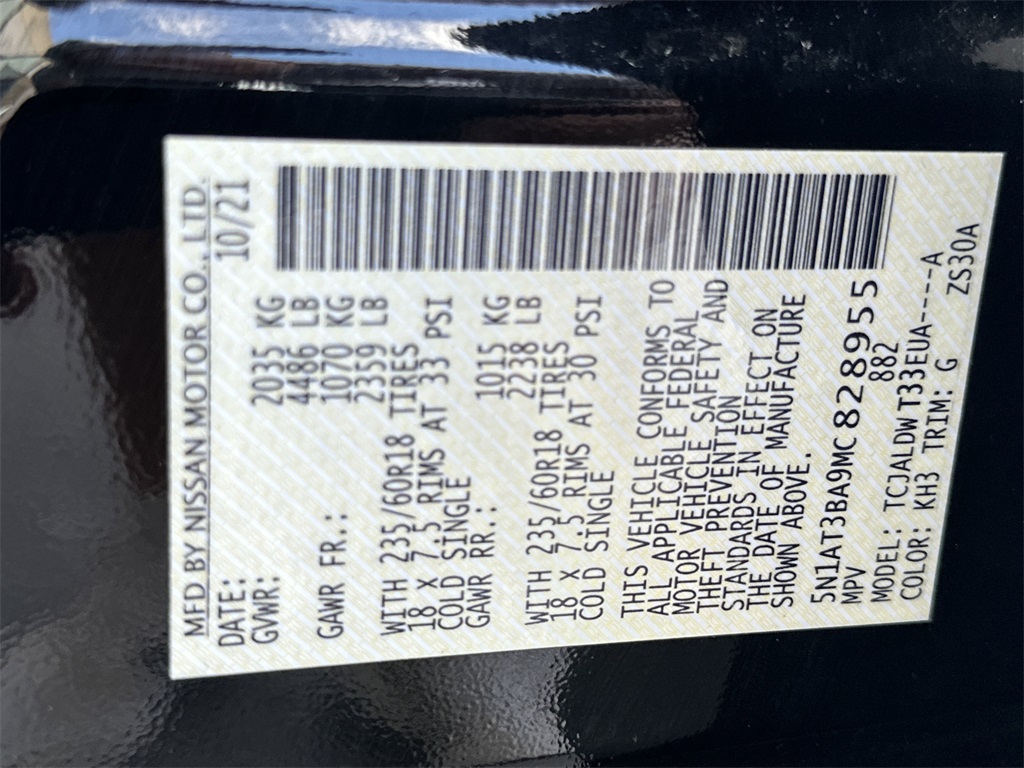 MFD BY NISSAN MOTOR CO., LTD.
DATE: 10/21
GVWR: 2035 KG
4486 LB
GAWR FR.: 1070 KG
2359 LB
WITH 235/60R18 TIRES
18 X 7.5 RIMS AT 33 PSI
COLD SINGLE
GAWR RR.: 1015 KG
2238 LB
WITH 235/60R18 TIRES
18 X 7.5 RIMS AT 30 PSI
COLD SINGLE
THIS VEHICLE CONFORMS TO
ALL APPLICABLE FEDERAL
MOTOR VEHICLE SAFETY AND
THEFT PREVENTION
STANDARDS IN EFFECT ON
THE DATE OF MANUFACTURE
SHOWN ABOVE.
5N1AT3BA9MC828955
MPV 882
MODEL: TCJALDWT33EUA----A
COLOR: KH3 TRIM: G ZS30A